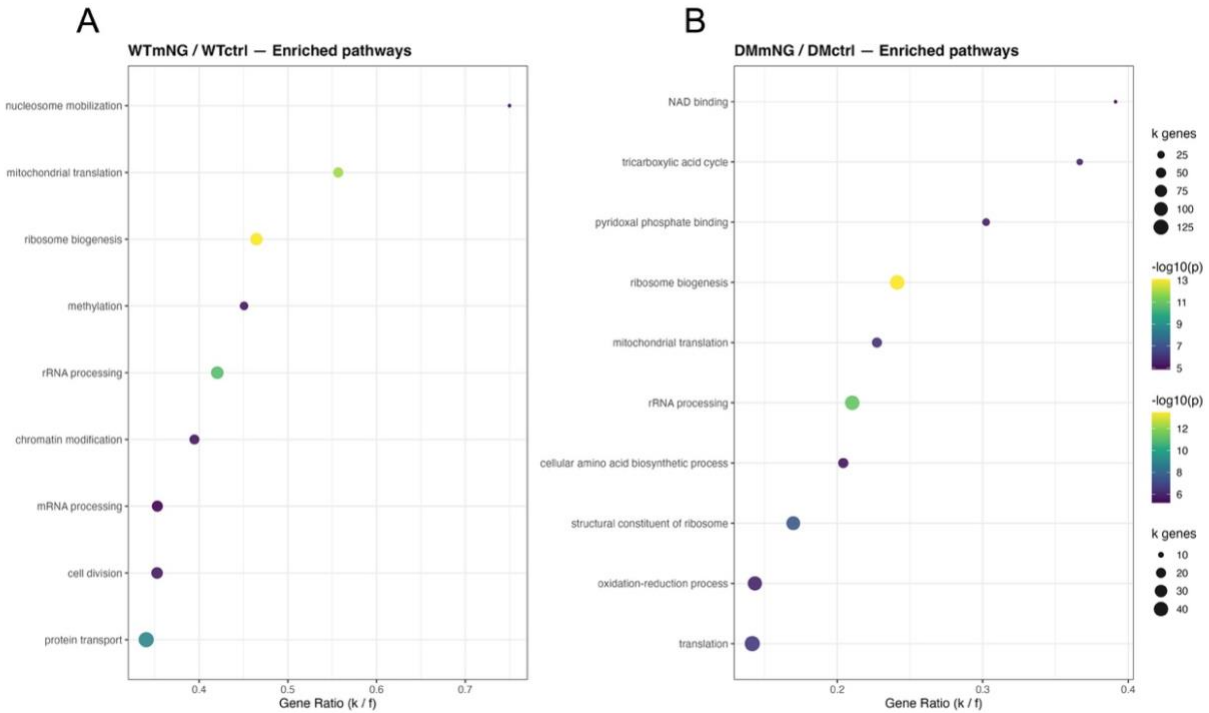 A
WTmNG / WTctrl — Enriched pathways
nucleosome mobilization
mitochondrial translation
ribosome biogenesis
methylation
rRNA processing
chromatin modification
mRNA processing
cell division
protein transport
0.4 0.5 0.6 0.7
Gene Ratio (k / f)
B
DMmNG / DMctrl — Enriched pathways
NAD binding
tricarboxylic acid cycle
pyridoxal phosphate binding
ribosome biogenesis
mitochondrial translation
rRNA processing
cellular amino acid biosynthetic process
structural constituent of ribosome
oxidation-reduction process
translation
0.2 0.3 0.4
Gene Ratio (k / f)
k genes
25
50
75
100
125
-log10(p)
13
11
9
7
5
-log10(p)
12
10
8
6
k genes
10
20
30
40